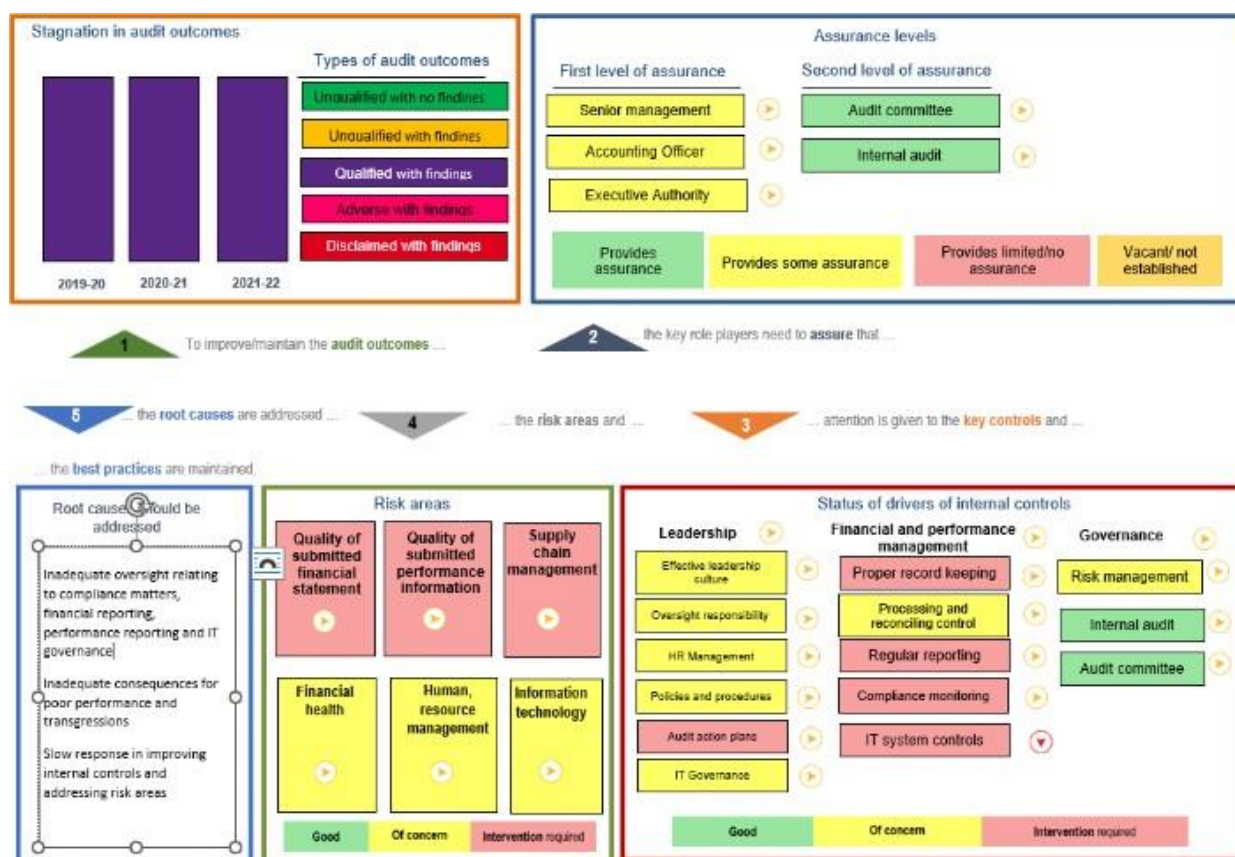 Stagnation in audit outcomes
Types of audit outcomes
Unqualified with no findines
Unqualified with findines
Qualified with findings
Adverse with findings
Disclaimed with findings
2019-20
2020-21
2021-22
Assurance levels
First level of assurance
Second level of assurance
Senior management
Accounting Officer
Executive Authority
Audit committee
Internal audit
Provides
assurance
Provides some assurance
Provides limited/no
assurance
Vacant/ not
established
1
To improve/maintain the audit outcomes ...
2
... the key role players need to assure that ...
5
... the root causes are addressed ...
4
... the risk areas and ...
3
... attention is given to the key controls and ...
... the best practices are maintained.
Root cause should be
addressed
Inadequate oversight relating
to compliance matters,
financial reporting,
performance reporting and IT
governance
Inadequate consequences for
poor performance and
transgressions
Slow response in improving
internal controls and
addressing risk areas
Risk areas
Quality of
submitted
financial
statement
Quality of
submitted
performance
information
Supply
chain
management
Financial
health
Human,
resource
management
Information
technology
Good
Of concern
Intervention required
Status of drivers of internal controls
Leadership
Effective leadership
culture
Oversight responsibility
HR Management
Policies and procedures
Audit action plans
IT Governance
Financial and performance
management
Proper record keeping
Processing and
reconciling control
Regular reporting
Compliance monitoring
IT system controls
Governance
Risk management
Internal audit
Audit committee
Good
Of concern
Intervention required